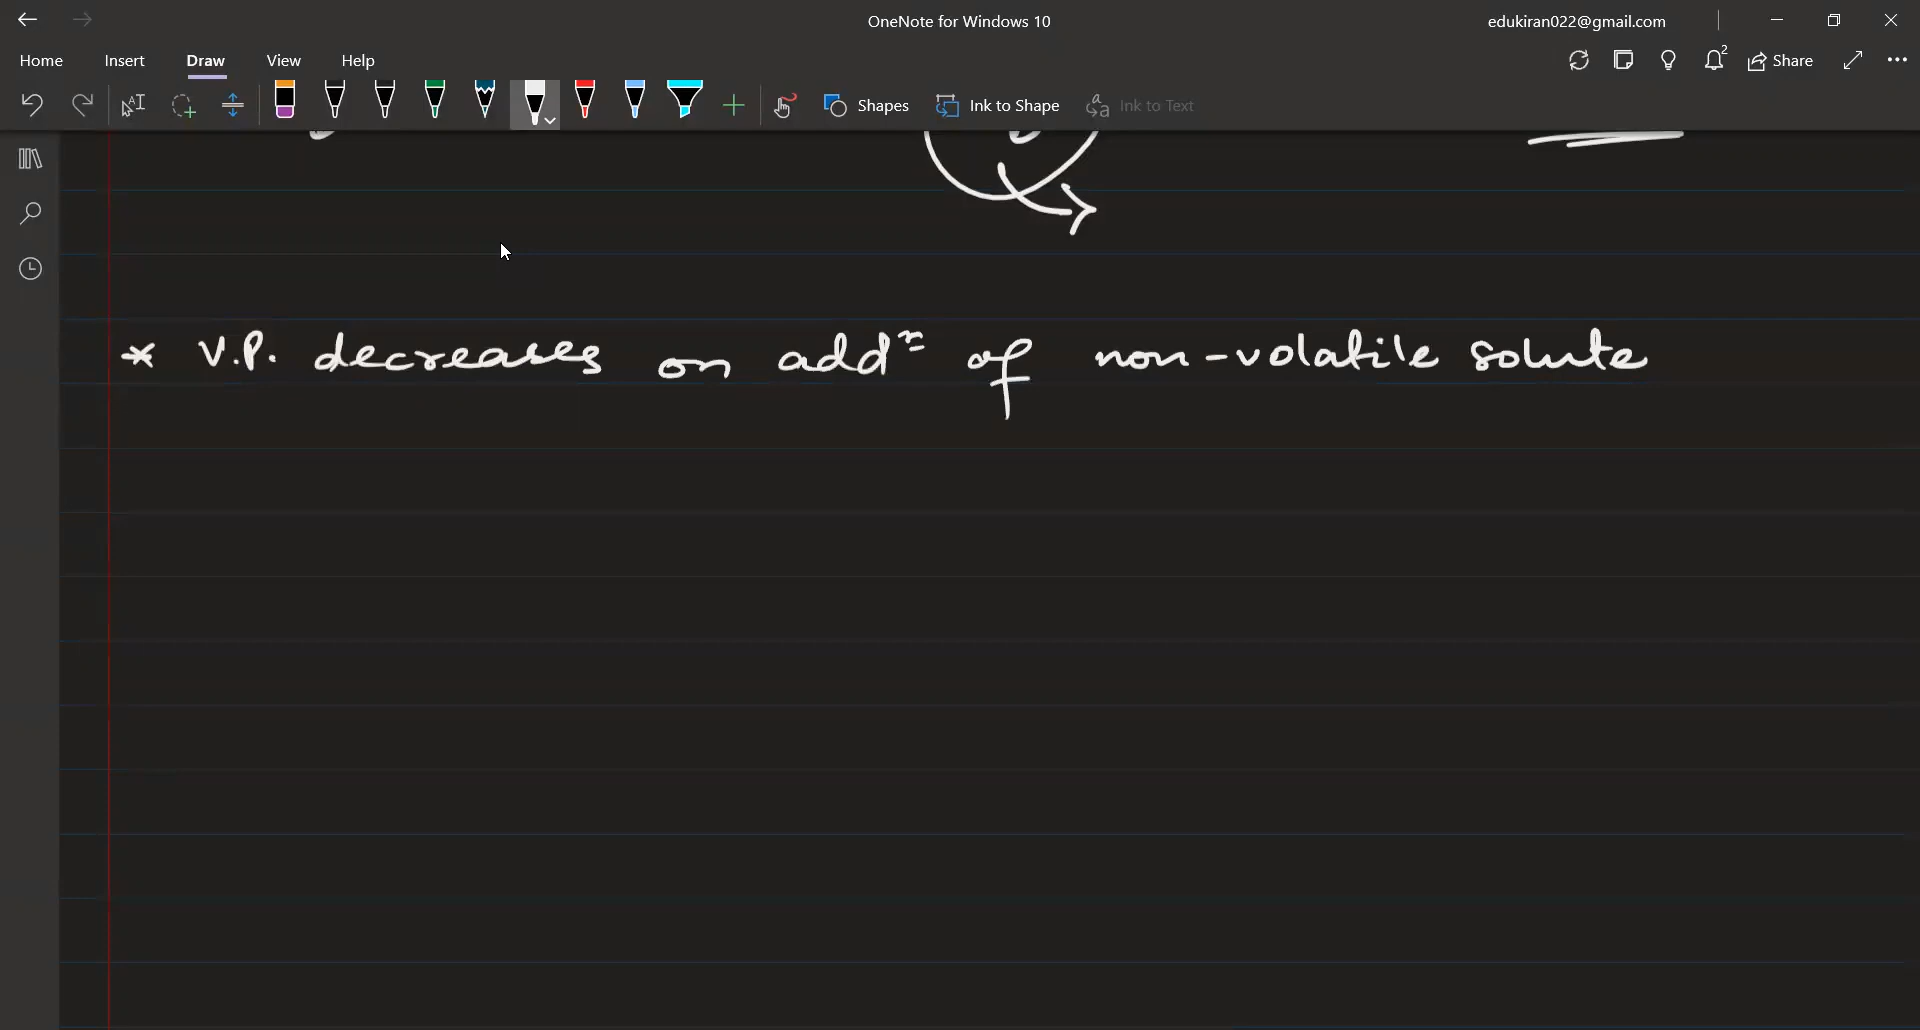 OneNote for Windows 10
edukiran022@gmail.com
Home Insert Draw View Help
2 Share
Shapes Ink to Shape Ink to Text
* V.P. decreases on addⁿ of non-volatile solute